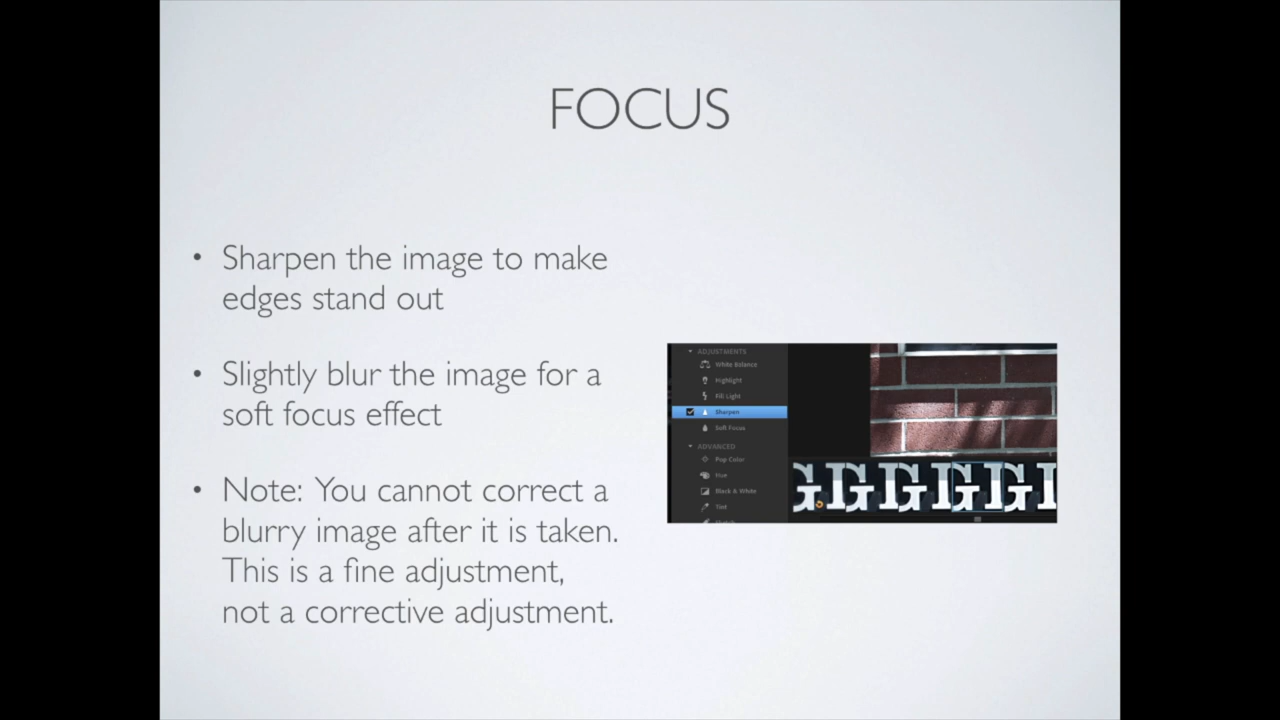 FOCUS
• Sharpen the image to make
edges stand out
• Slightly blur the image for a
soft focus effect
• Note: You cannot correct a
blurry image after it is taken.
This is a fine adjustment,
not a corrective adjustment.
ADJUSTMENTS
White Balance
Highlight
Fill Light
Sharpen
Soft Focus
ADVANCED
Pop Color
Hue
Black & White
Tint
G G G G G